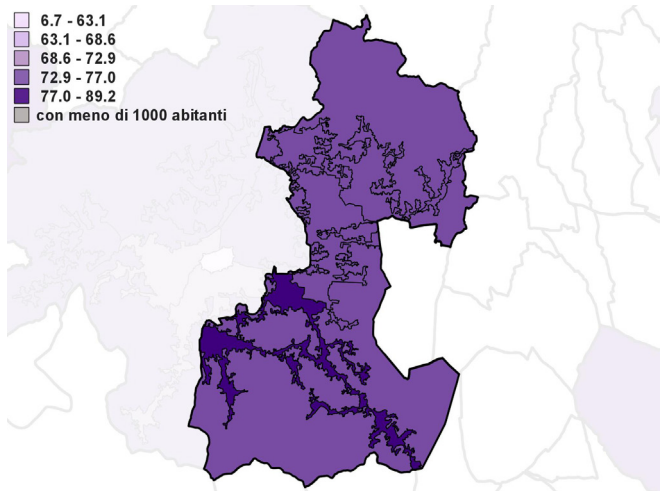 6.7 - 63.1
63.1 - 68.6
68.6 - 72.9
72.9 - 77.0
77.0 - 89.2
con meno di 1000 abitanti